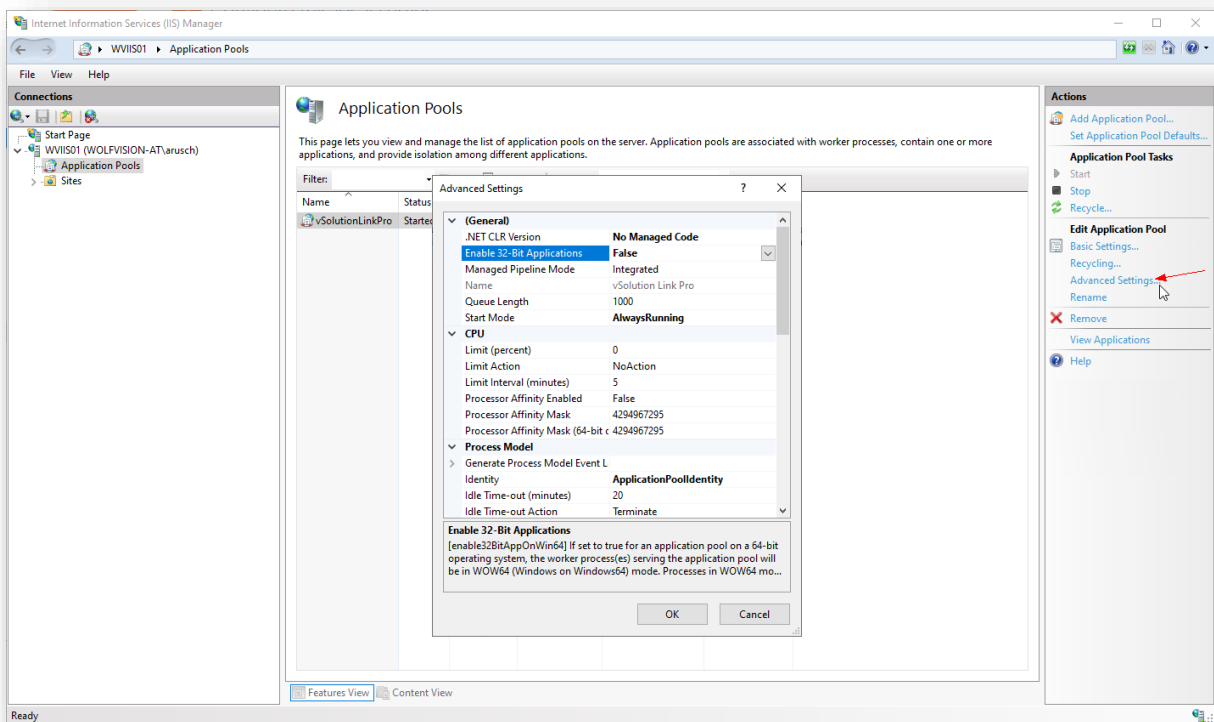 Internet Information Services (IIS) Manager
WVIIS01 Application Pools
File View Help
Connections
Start Page
WVIIS01 (WOLFVISION-AT\arusch)
Application Pools
Sites
Application Pools
This page lets you view and manage the list of application pools on the server. Application pools are associated with worker processes, contain one or more
applications, and provide isolation among different applications.
Filter:
Name Status
vSolutionLinkPro Started
Advanced Settings ?
(General)
.NET CLR Version No Managed Code
Enable 32-Bit Applications False
Managed Pipeline Mode Integrated
Name vSolution Link Pro
Queue Length 1000
Start Mode AlwaysRunning
CPU
Limit (percent) 0
Limit Action NoAction
Limit Interval (minutes) 5
Processor Affinity Enabled False
Processor Affinity Mask 4294967295
Processor Affinity Mask (64-bit c 4294967295
Process Model
Generate Process Model Event L
Identity ApplicationPoolIdentity
Idle Time-out (minutes) 20
Idle Time-out Action Terminate
Enable 32-Bit Applications
[enable32BitAppOnWin64] If set to true for an application pool on a 64-bit
operating system, the worker process(es) serving the application pool will
be in WOW64 (Windows on Windows64) mode. Processes in WOW64 mo...
OK Cancel
Features View Content View
Actions
Add Application Pool...
Set Application Pool Defaults...
Application Pool Tasks
Start
Stop
Recycle...
Edit Application Pool
Basic Settings...
Recycling...
Advanced Settings...
Rename
Remove
View Applications
Help
Ready